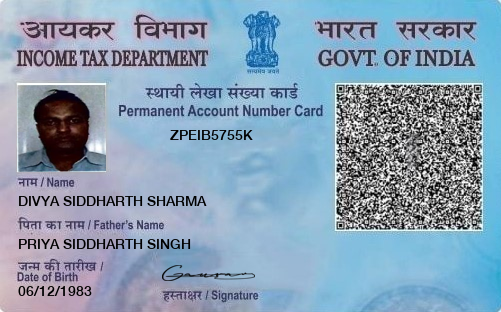 आयकर विभाग
INCOME TAX DEPARTMENT
सत्यमेव जयते
भारत सरकार
GOVT. OF INDIA
स्थायी लेखा संख्या कार्ड
Permanent Account Number Card
ZPEIB5755K
नाम / Name
DIVYA SIDDHARTH SHARMA
पिता का नाम / Father's Name
PRIYA SIDDHARTH SINGH
जन्म की तारीख /
Date of Birth
06/12/1983
हस्ताक्षर / Signature